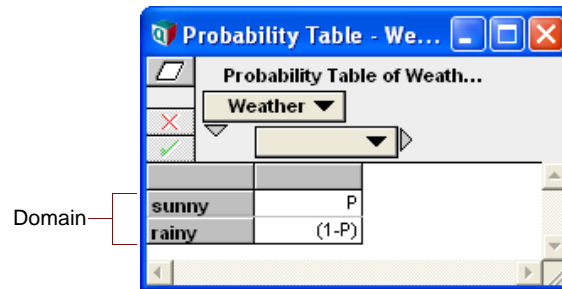 Probability Table - We...
Probability Table of Weath...
Weather
Domain
sunny P
rainy (1-P)